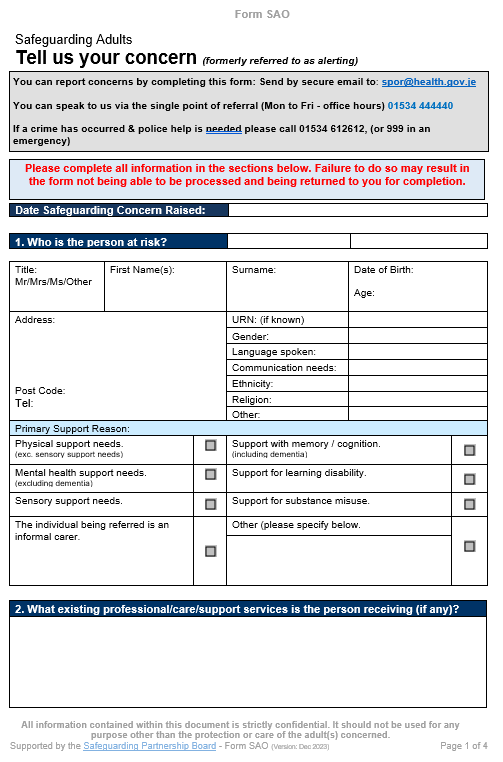 Form SAO
Safeguarding Adults
Tell us your concern (formerly referred to as alerting)
You can report concerns by completing this form: Send by secure email to: spor@health.gov.je
You can speak to us via the single point of referral (Mon to Fri - office hours) 01534 444440
If a crime has occurred & police help is needed please call 01534 612612, (or 999 in an
emergency)
Please complete all information in the sections below. Failure to do so may result in
the form not being able to be processed and being returned to you for completion.
Date Safeguarding Concern Raised:
1. Who is the person at risk?
Title:
Mr/Mrs/Ms/Other
First Name(s):
Surname:
Date of Birth:
Age:
Address:
Post Code:
Tel:
URN: (if known)
Gender:
Language spoken:
Communication needs:
Ethnicity:
Religion:
Other:
Primary Support Reason:
Physical support needs.
(exc. sensory support needs)
Support with memory / cognition.
(including dementia)
Mental health support needs.
(excluding dementia)
Support for learning disability.
Sensory support needs.
Support for substance misuse.
The individual being referred is an
informal carer.
Other (please specify below.
2. What existing professional/care/support services is the person receiving (if any)?
All information contained within this document is strictly confidential. It should not be used for any
purpose other than the protection or care of the adult(s) concerned.
Supported by the Safeguarding Partnership Board - Form SAO (Version: Dec 2023)
Page 1 of 4